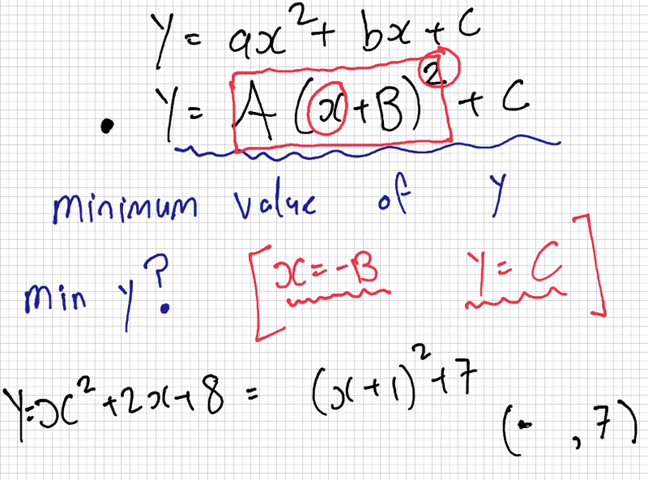 Y = ax² + bx + C
• Y = A (x + B)² + C
minimum value of y
min y? [x = -B y = C]
Y = x² + 2x + 8 = (x + 1)² + 7
(- , 7)